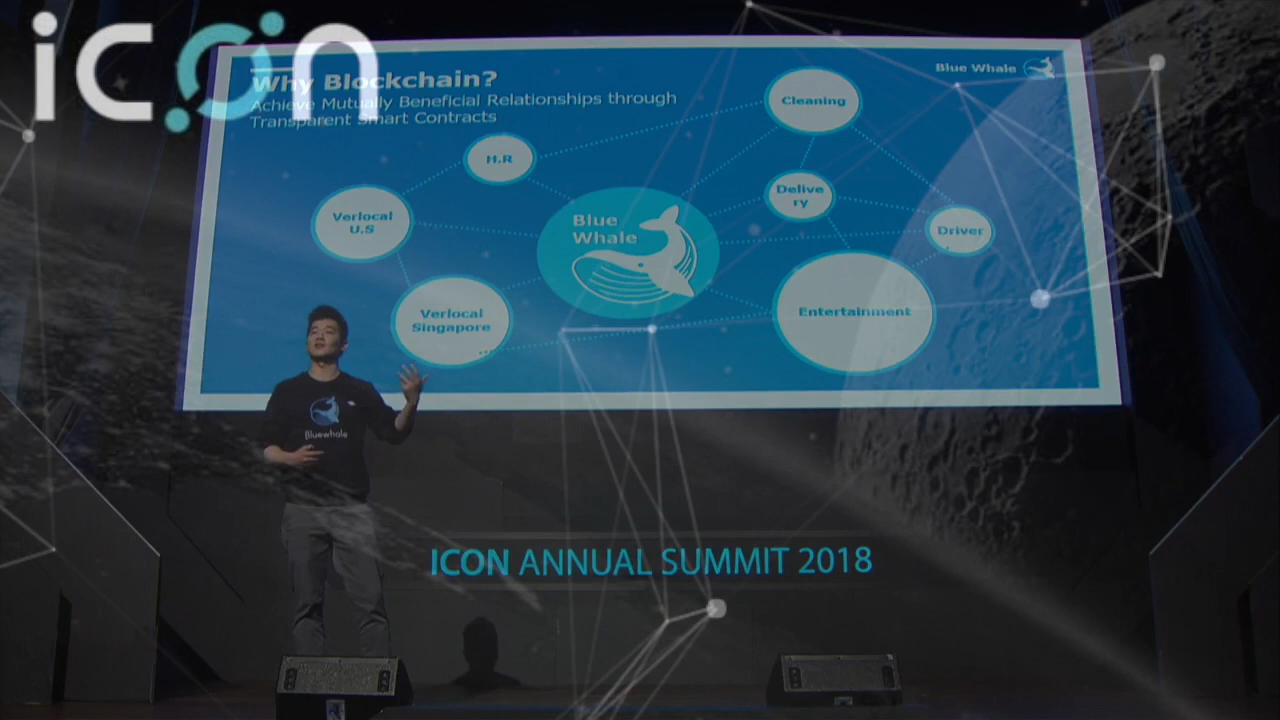 icon
Why Blockchain?
Achieve Mutually Beneficial Relationships through
Transparent Smart Contracts
Blue Whale
Cleaning
H.R
Delive
ry
Verlocal
U.S
Blue
Whale
Driver
Verlocal
Singapore
Entertainment
Bluewhale
ICON ANNUAL SUMMIT 2018